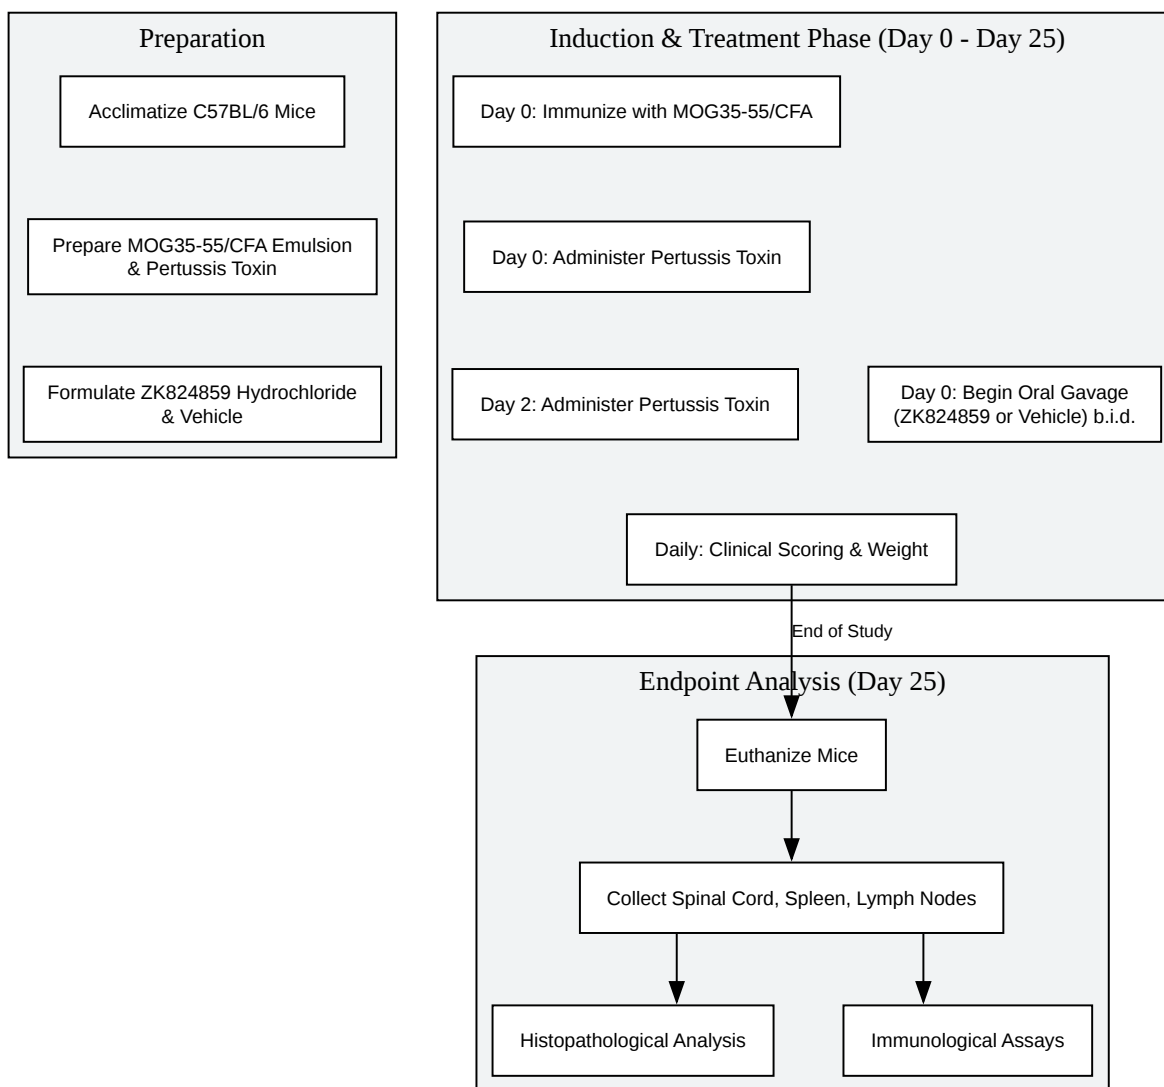 Preparation
Acclimatize C57BL/6 Mice
Prepare MOG35-55/CFA Emulsion
& Pertussis Toxin
Formulate ZK824859 Hydrochloride
& Vehicle
Induction & Treatment Phase (Day 0 - Day 25)
Day 0: Immunize with MOG35-55/CFA
Day 0: Administer Pertussis Toxin
Day 2: Administer Pertussis Toxin
Day 0: Begin Oral Gavage
(ZK824859 or Vehicle) b.i.d.
Daily: Clinical Scoring & Weight
End of Study
Endpoint Analysis (Day 25)
Euthanize Mice
Collect Spinal Cord, Spleen, Lymph Nodes
Histopathological Analysis
Immunological Assays